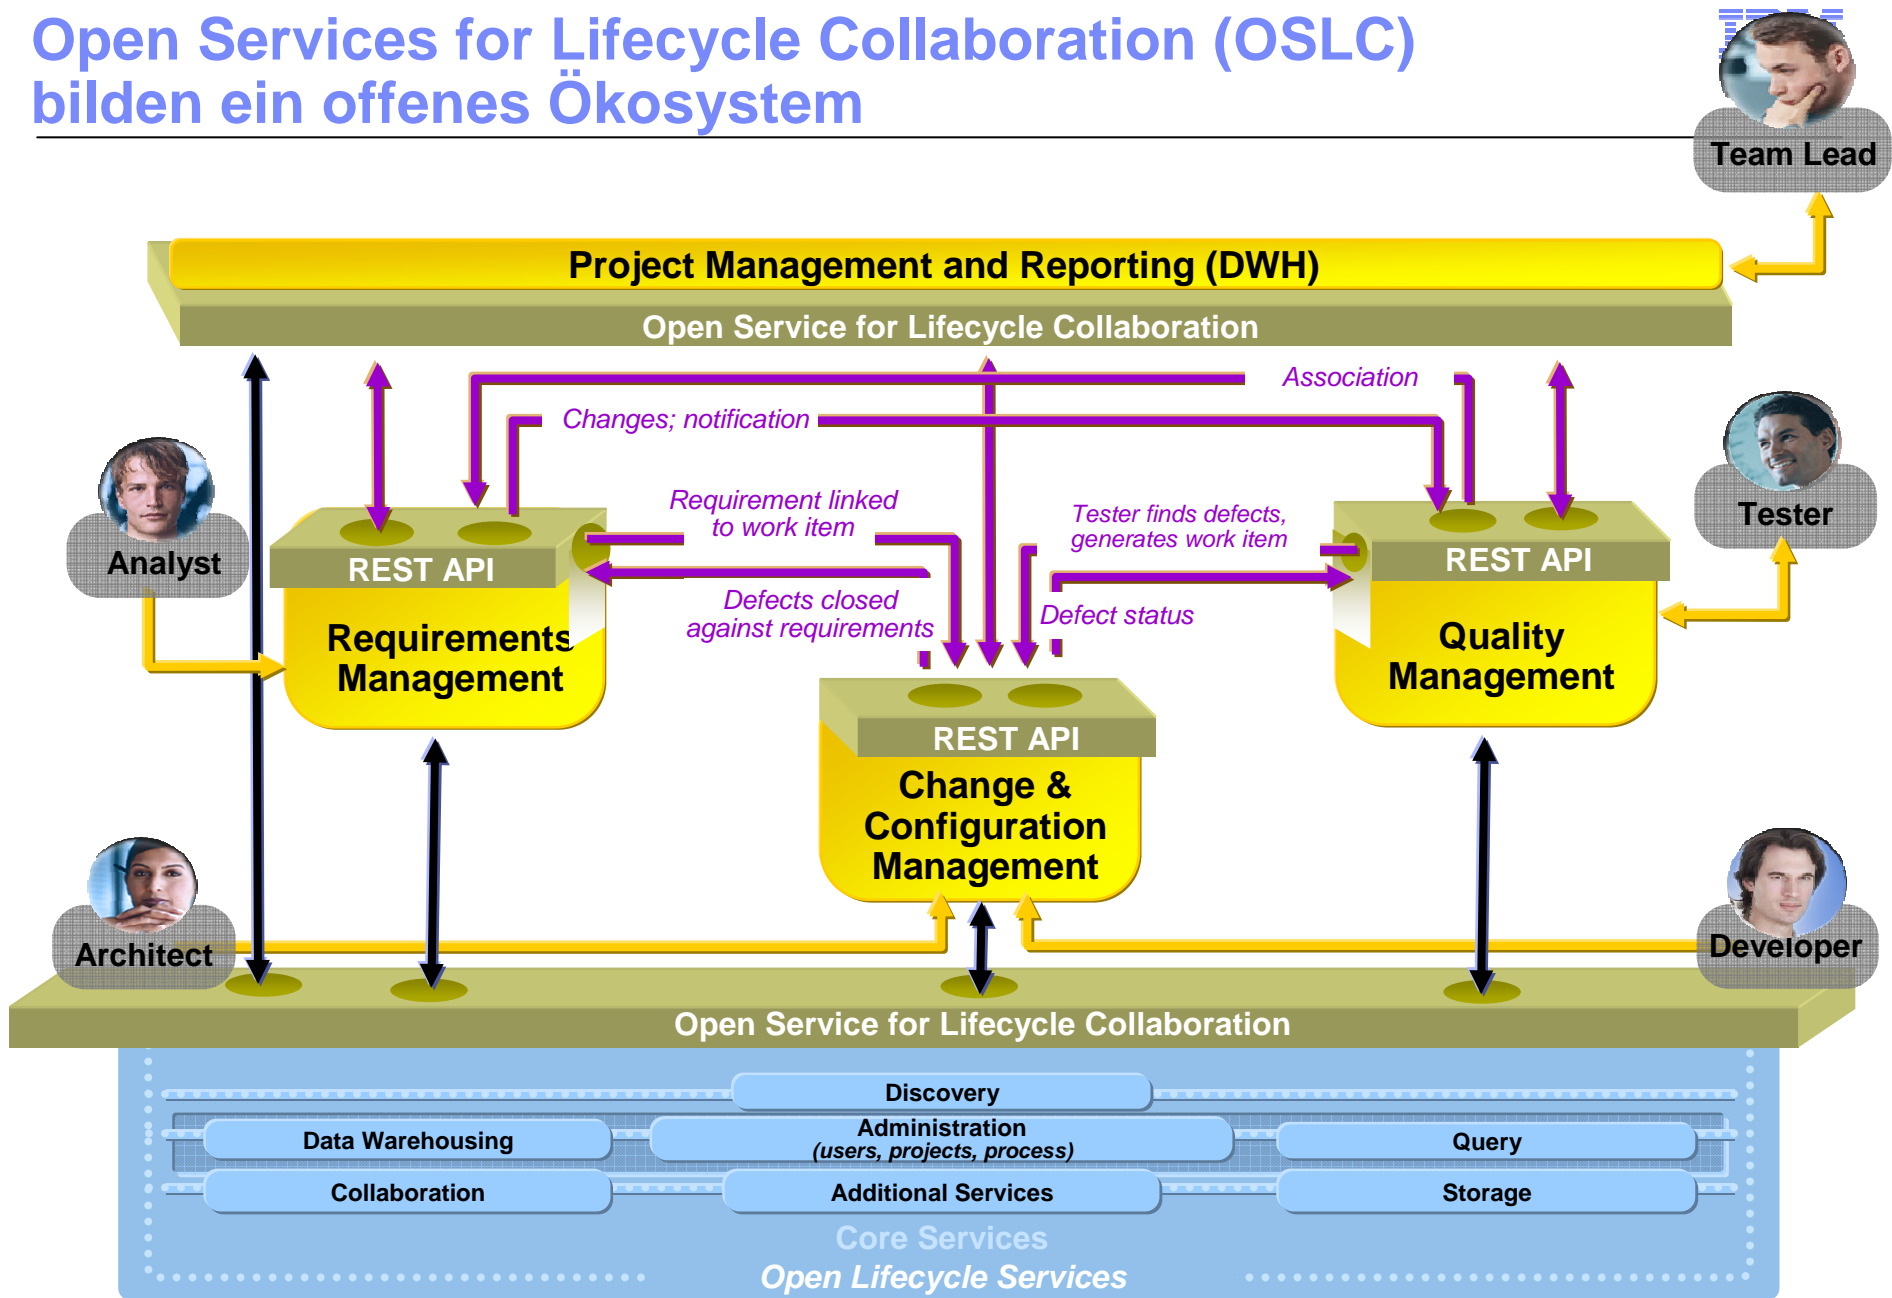 Open Services for Lifecycle Collaboration (OSLC)
bilden ein offenes Ökosystem
Team Lead
Project Management and Reporting (DWH)
Open Service for Lifecycle Collaboration
Association
Changes; notification
Requirement linked
to work item
Tester finds defects,
generates work item
Tester
Analyst
REST API
REST API
Defects closed
against requirements
Defect status
Requirements
Management
Quality
Management
REST API
Change &
Configuration
Management
Architect
Developer
Open Service for Lifecycle Collaboration
Discovery
Data Warehousing
Administration
(users, projects, process)
Query
Collaboration
Additional Services
Storage
Core Services
Open Lifecycle Services